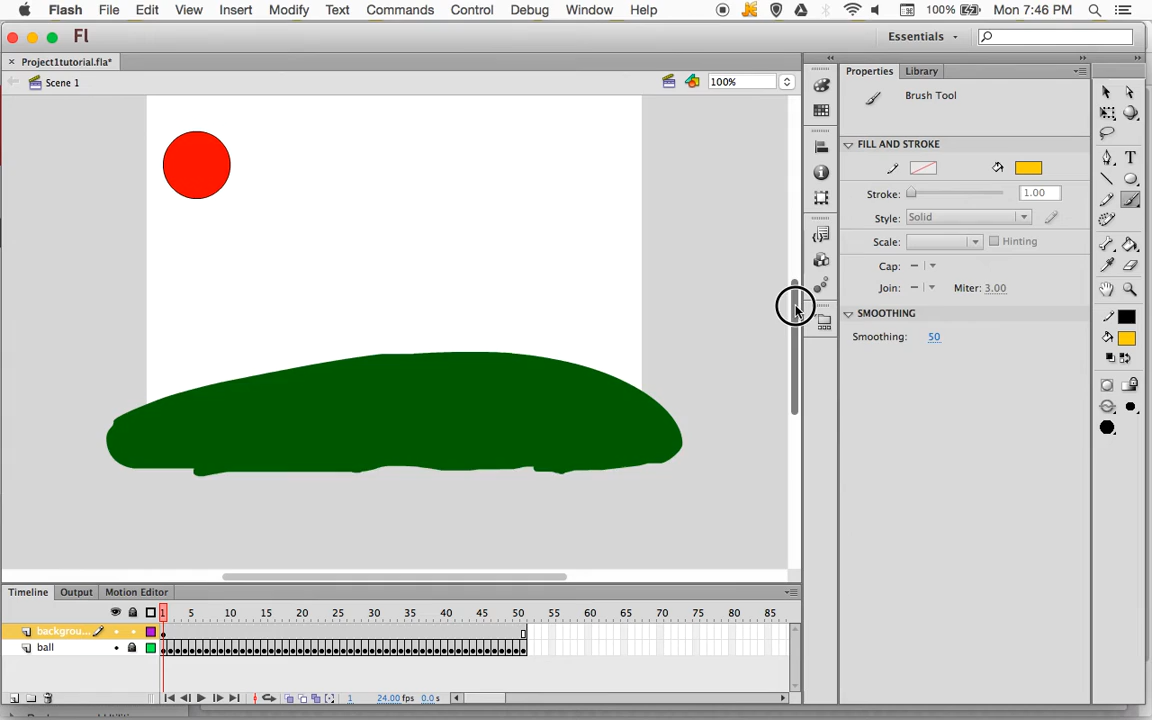 Flash File Edit View Insert Modify Text Commands Control Debug Window Help 100% Mon 7:46 PM
Fl Essentials
Project1tutorial.fla*
Scene 1 100%
Properties Library
Brush Tool
FILL AND STROKE
Stroke: 1.00
Style: Solid
Scale: Hinting
Cap:
Join: Miter: 3.00
SMOOTHING
Smoothing: 50
Timeline Output Motion Editor
1 5 10 15 20 25 30 35 40 45 50 55 60 65 70 75 80 85
backgrou...
ball
1 24.00 fps 0.0 s